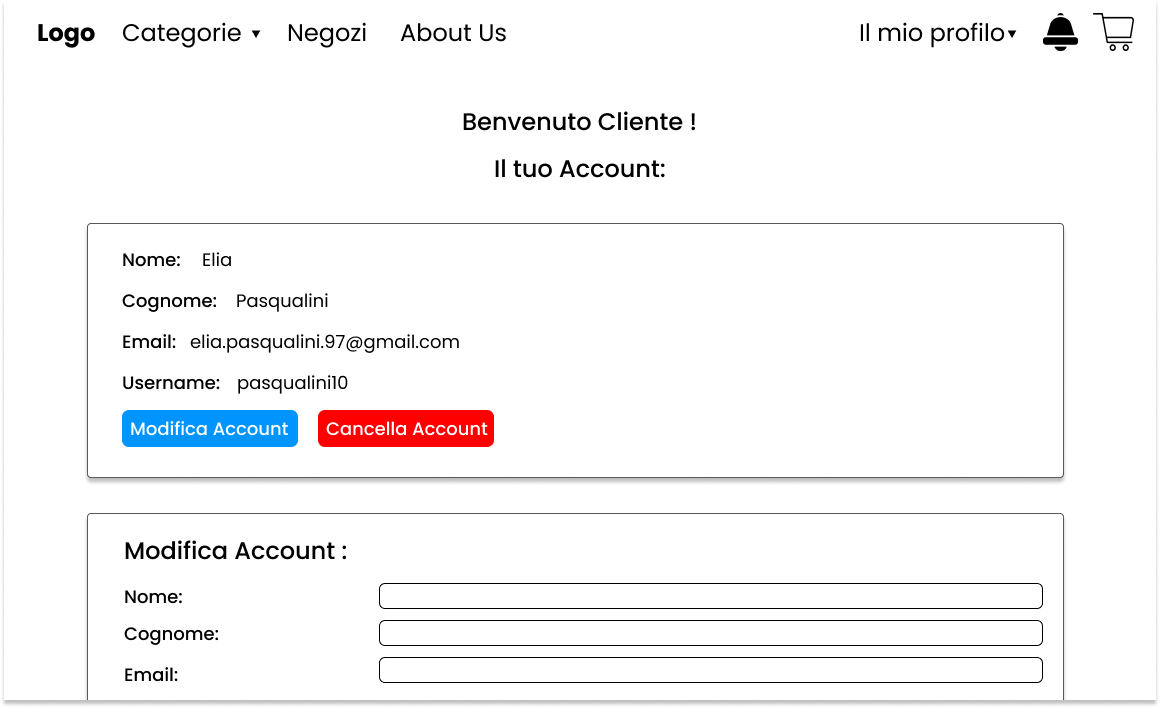 Logo Categorie ▾ Negozi About Us Il mio profilo ▾
Benvenuto Cliente !
Il tuo Account:
Nome: Elia
Cognome: Pasqualini
Email: elia.pasqualini.97@gmail.com
Username: pasqualini10
Modifica Account Cancella Account
Modifica Account :
Nome:
Cognome:
Email: